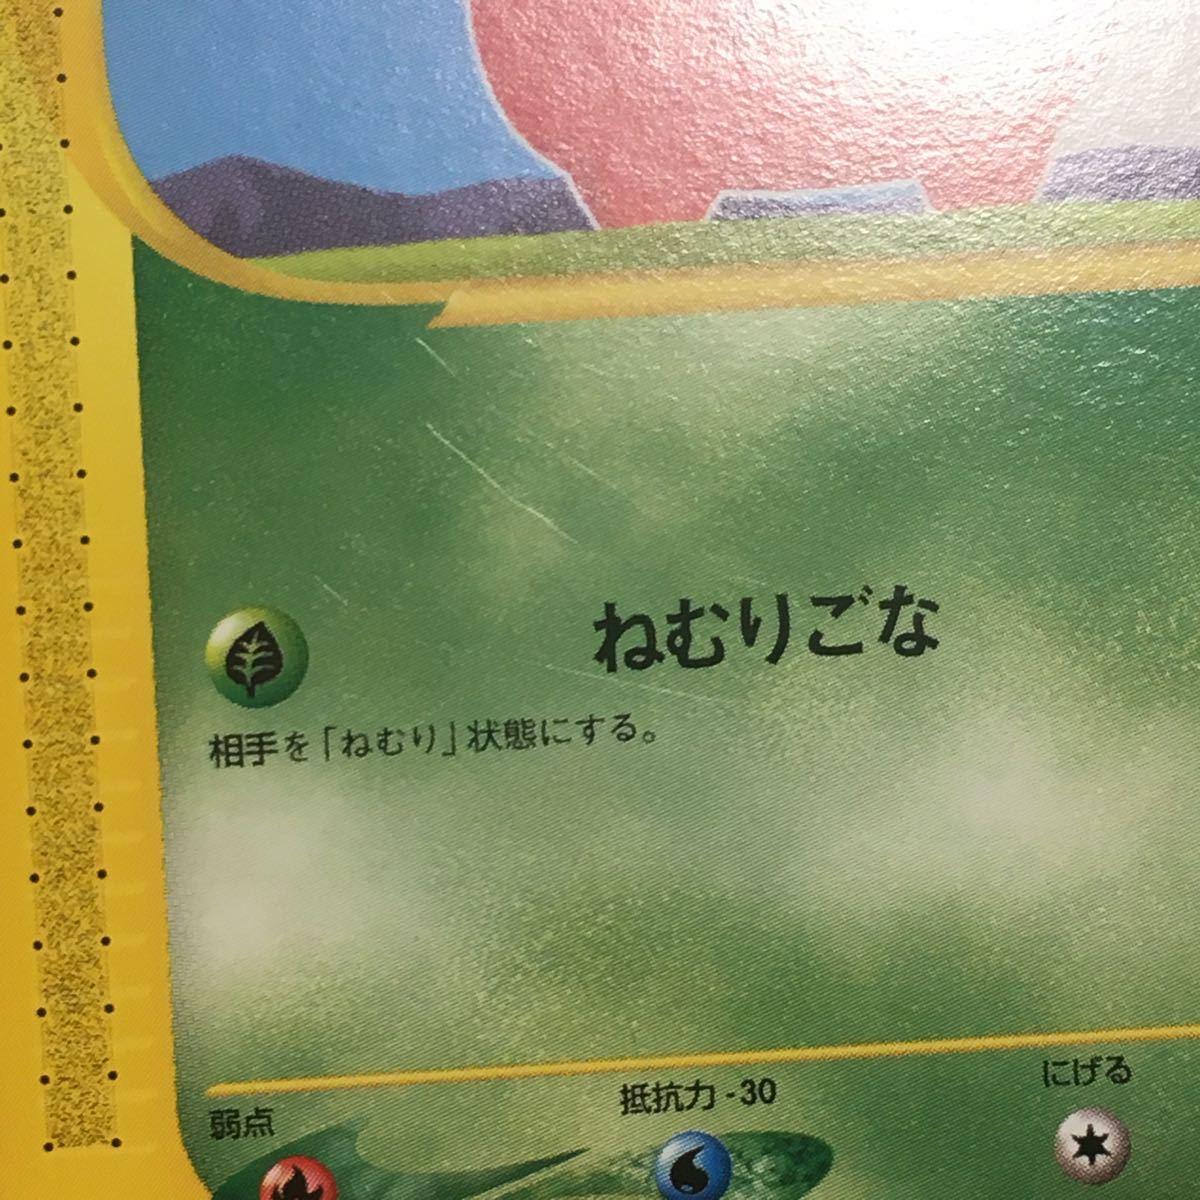 ねむりごな
相手を「ねむり」状態にする。
弱点
抵抗力 -30
にげる